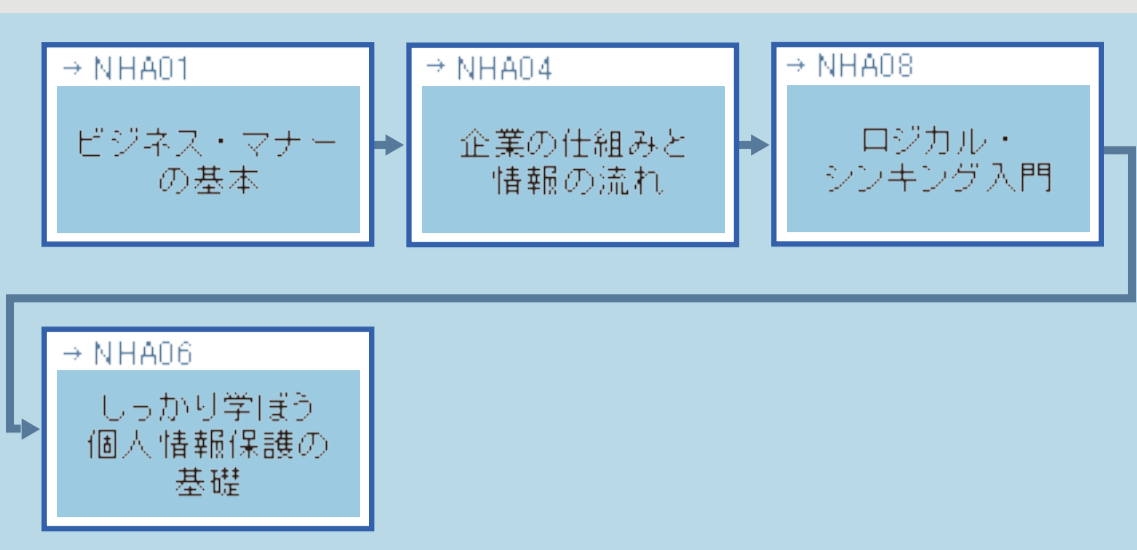 → NHA01
ビジネス・マナー
の基本
→ NHA04
企業の仕組みと
情報の流れ
→ NHA08
ロジカル・
シンキング入門
→ NHA06
しっかり学ぼう
個人情報保護の
基礎